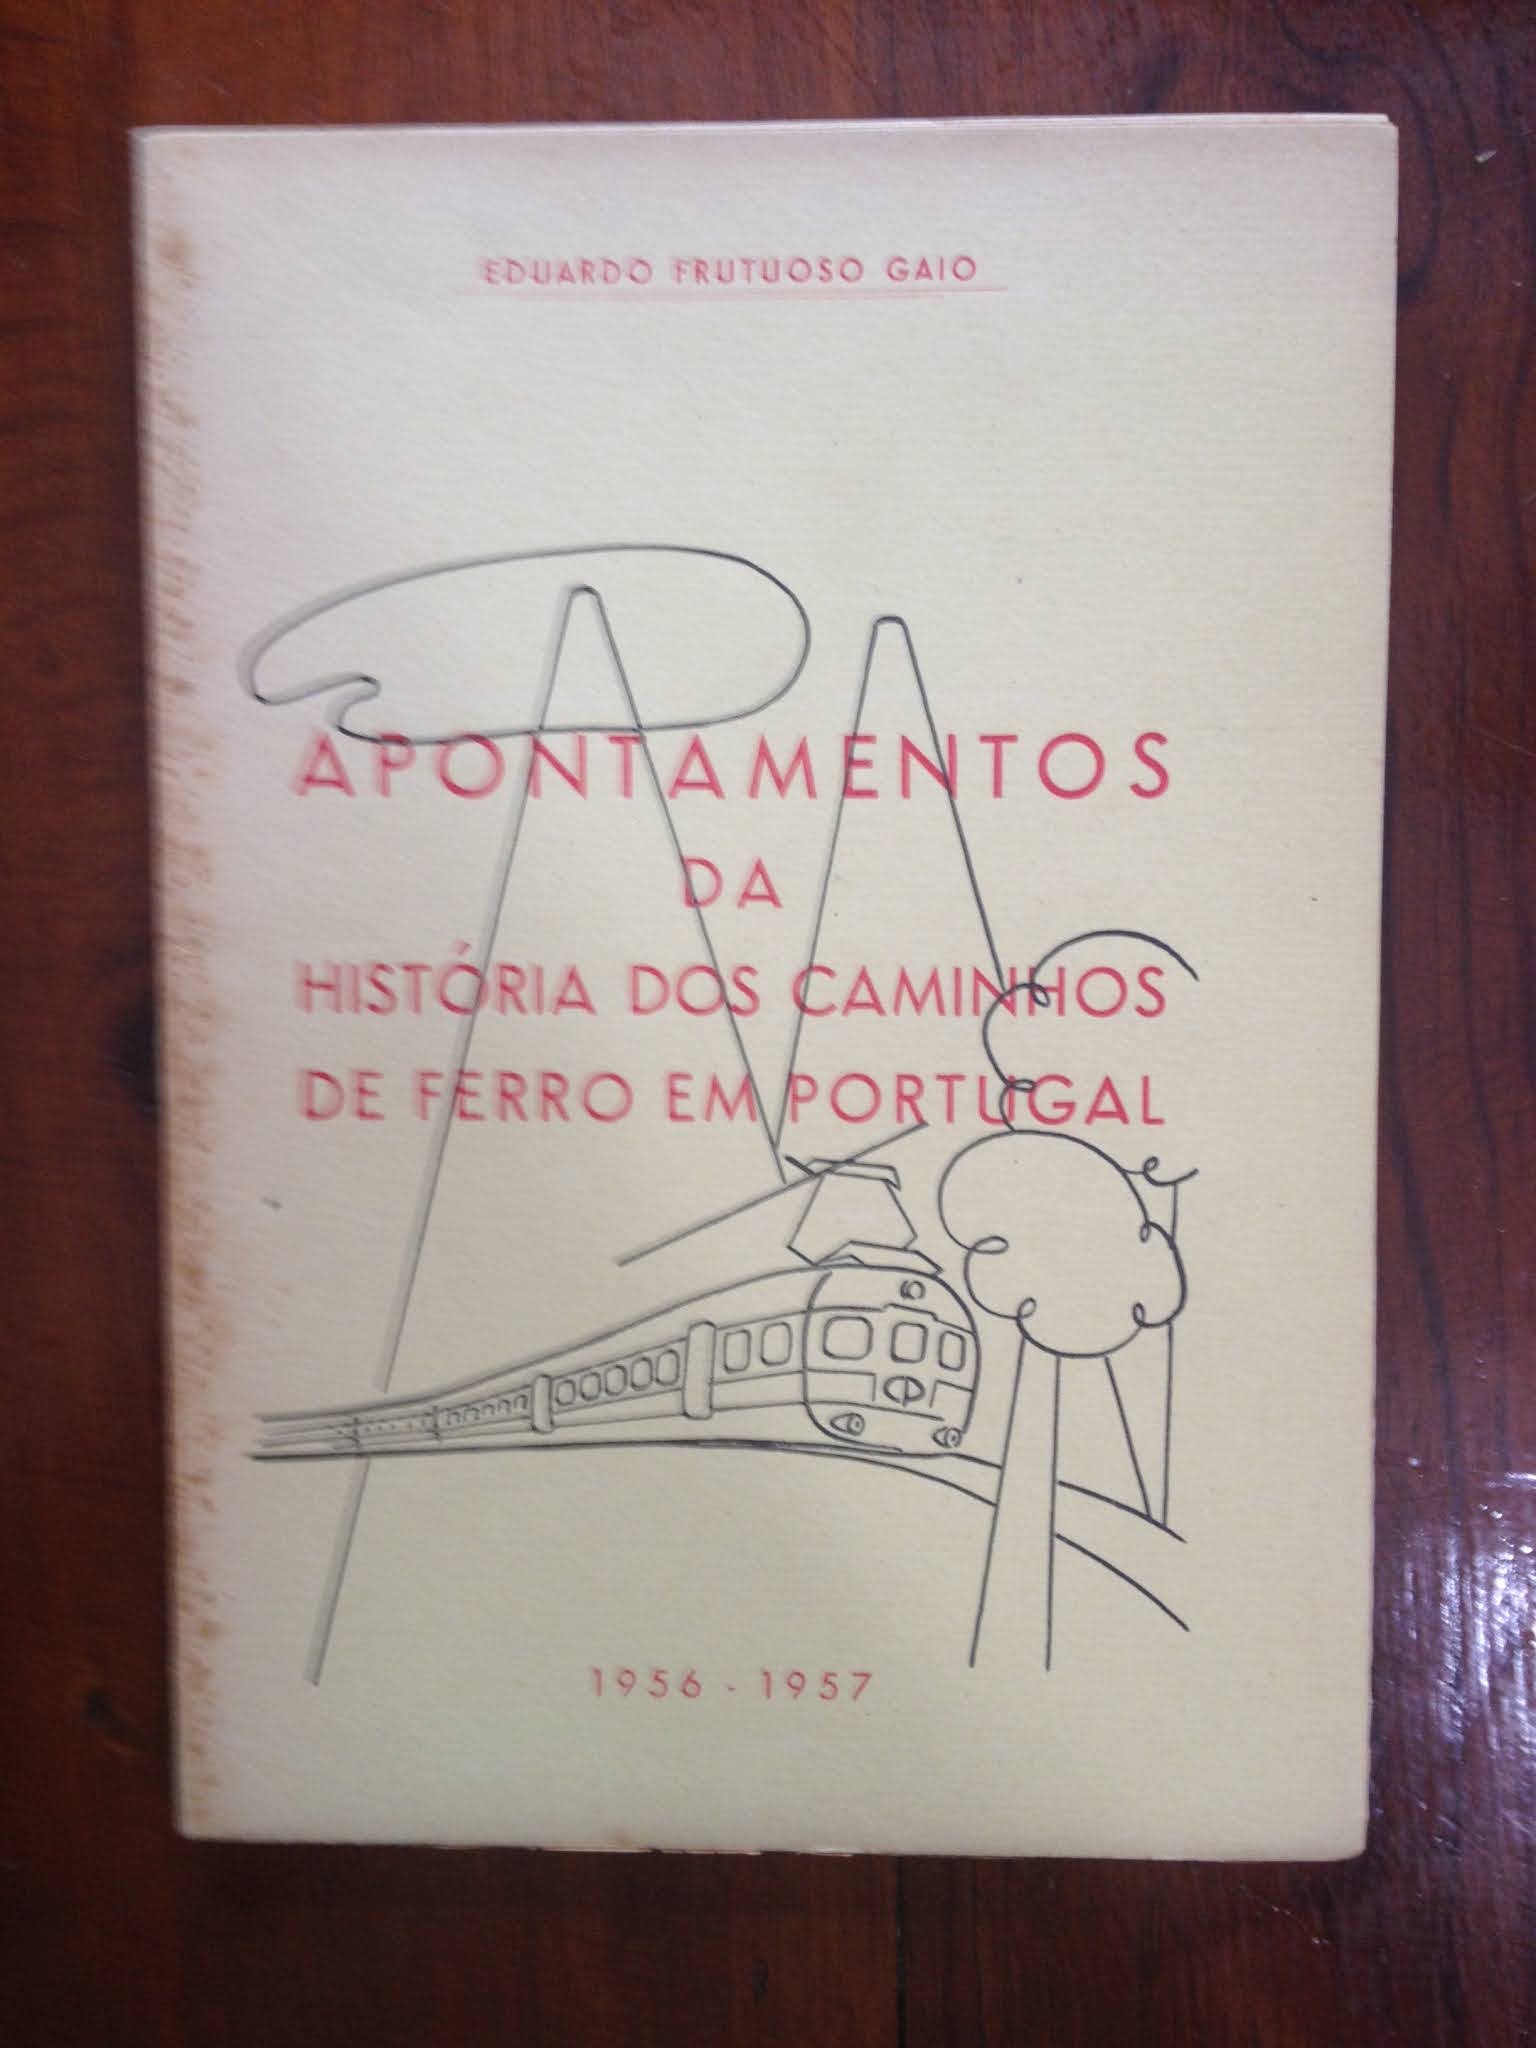 EDUARDO FRUTUOSO GAIO
APONTAMENTOS
DA
HISTÓRIA DOS CAMINHOS
DE FERRO EM PORTUGAL
1956 - 1957